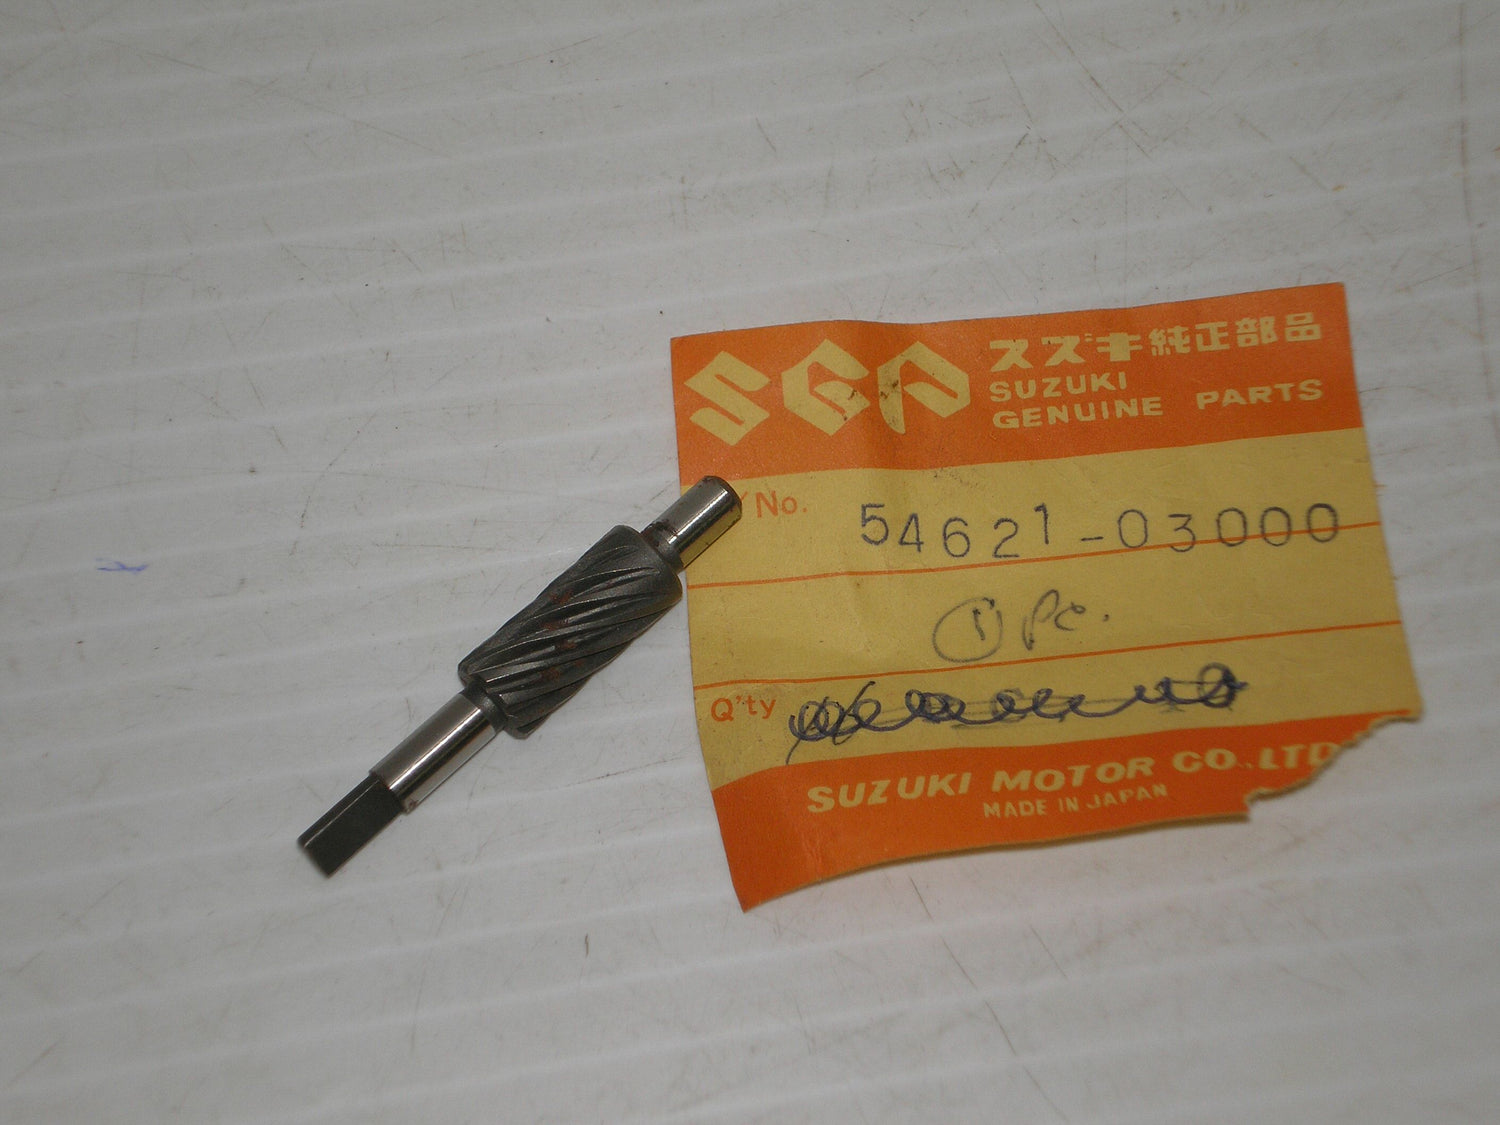 SGP スズキ純正部品
SUZUKI
GENUINE PARTS
No. 54621-03000
1 pc.
Q'ty
SUZUKI MOTOR CO., LTD
MADE IN JAPAN